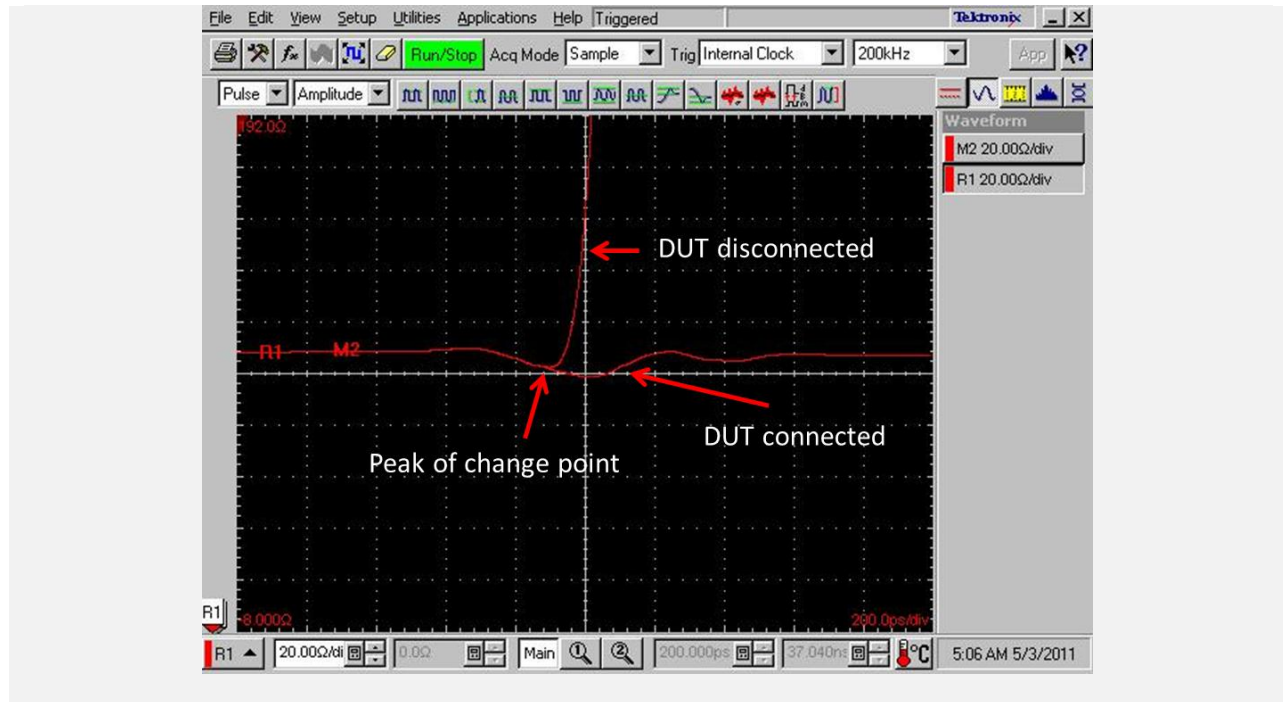 File Edit View Setup Utilities Applications Help Triggered Tektronix
Run/Stop Acq Mode Sample Trig Internal Clock 200kHz App
Pulse Amplitude
Waveform
192.0Ω
M2 20.00Ω/div
R1 20.00Ω/div
DUT disconnected
R1 M2
DUT connected
Peak of change point
R1
-8.000Ω 200.0ps/div
R1 20.00Ω/di 0.0Ω Main 1 2 200.000ps 37.040ns °C 5:06 AM 5/3/2011